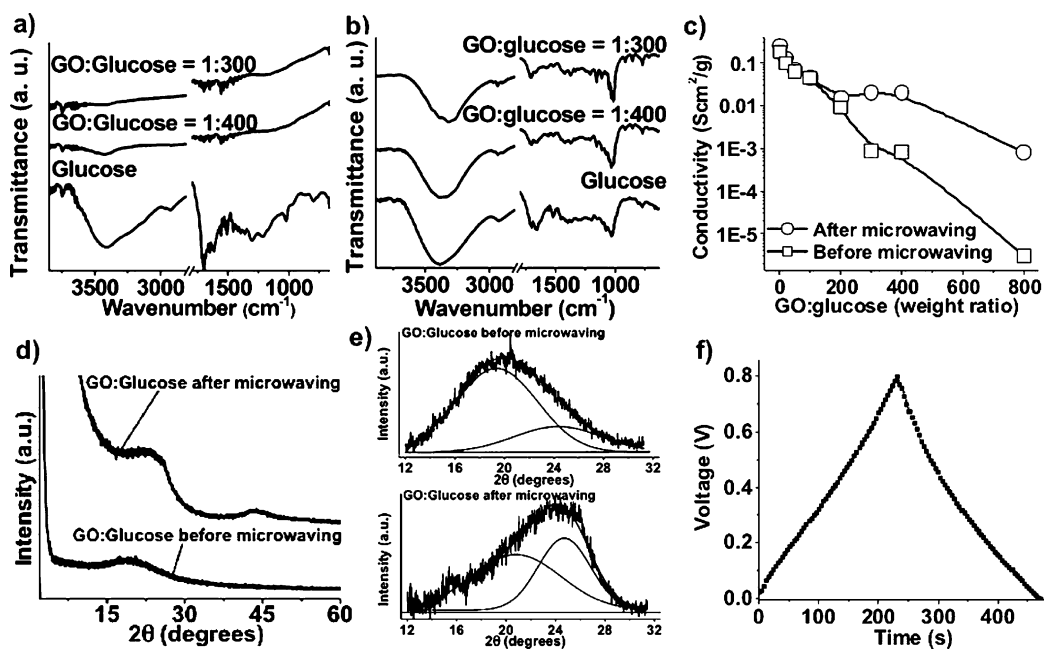 a)
GO:Glucose = 1:300
GO:Glucose = 1:400
Glucose
Transmittance (a. u.)
3500 3000 1500 1000
Wavenumber (cm⁻¹)
b)
GO:glucose = 1:300
GO:glucose = 1:400
Glucose
Transmittance (a. u.)
3500 3000 1500 1000
Wavenumber (cm⁻¹)
c)
Conductivity (Scm²/g)
0.1
0.01
1E-3
1E-4
1E-5
After microwaving
Before microwaving
0 200 400 600 800
GO:glucose (weight ratio)
d)
GO:Glucose after microwaving
GO:Glucose before microwaving
Intensity (a.u.)
15 30 45 60
2θ (degrees)
e)
GO:Glucose before microwaving
Intensity (a.u.)
12 16 20 24 28 32
2θ (degrees)
GO:Glucose after microwaving
Intensity (a.u.)
12 16 20 24 28 32
2θ (degrees)
f)
Voltage (V)
0.8
0.6
0.4
0.2
0.0
0 100 200 300 400
Time (s)